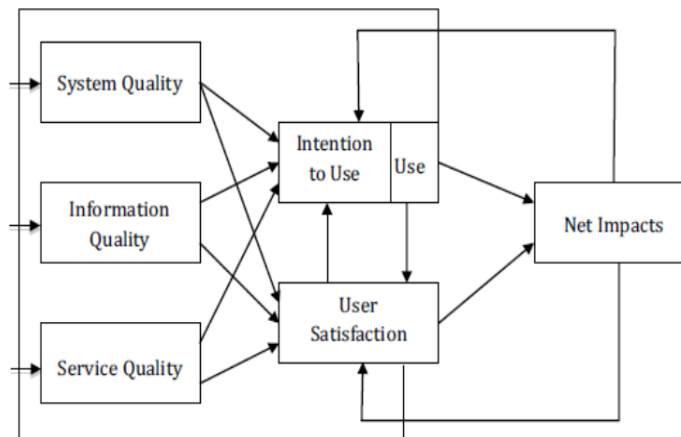 System Quality
Intention
to Use
Use
Information
Quality
Net Impacts
User
Satisfaction
Service Quality